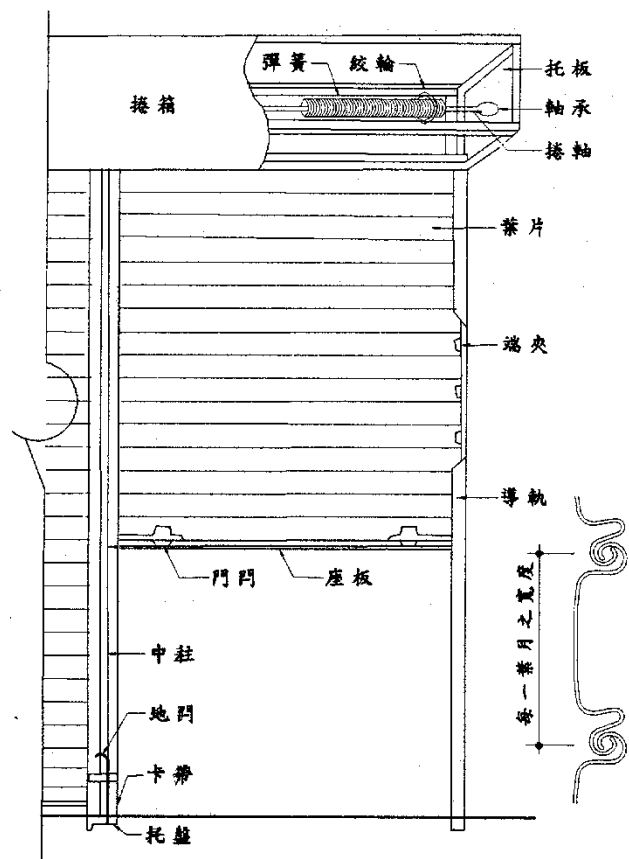 彈簧
絞輪
托板
捲箱
軸承
捲軸
葉片
端夾
導軌
門閂
座板
每一葉片之寬度
中柱
地閂
卡帶
托盤